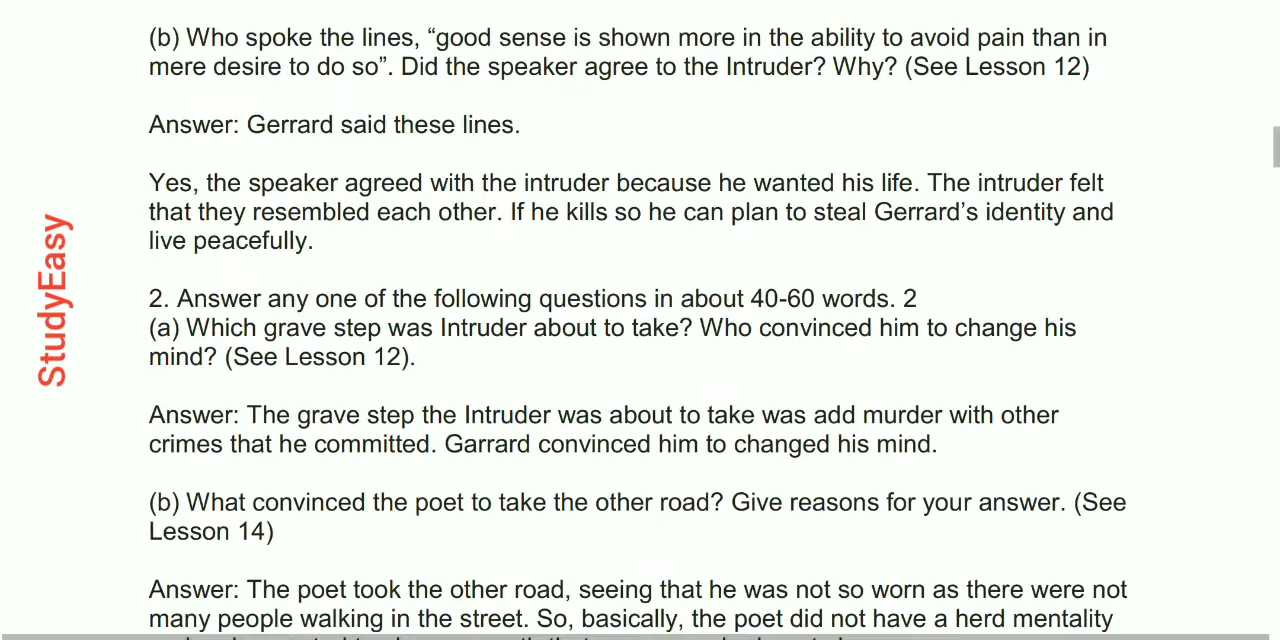 (b) Who spoke the lines, “good sense is shown more in the ability to avoid pain than in
mere desire to do so”. Did the speaker agree to the Intruder? Why? (See Lesson 12)
Answer: Gerrard said these lines.
Yes, the speaker agreed with the intruder because he wanted his life. The intruder felt
that they resembled each other. If he kills so he can plan to steal Gerrard’s identity and
live peacefully.
StudyEasy
2. Answer any one of the following questions in about 40-60 words. 2
(a) Which grave step was Intruder about to take? Who convinced him to change his
mind? (See Lesson 12).
Answer: The grave step the Intruder was about to take was add murder with other
crimes that he committed. Garrard convinced him to changed his mind.
(b) What convinced the poet to take the other road? Give reasons for your answer. (See
Lesson 14)
Answer: The poet took the other road, seeing that he was not so worn as there were not
many people walking in the street. So, basically, the poet did not have a herd mentality